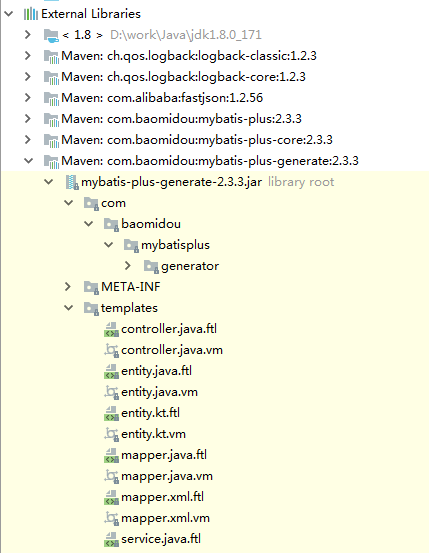 External Libraries
< 1.8 > D:\work\Java\jdk1.8.0_171
Maven: ch.qos.logback:logback-classic:1.2.3
Maven: ch.qos.logback:logback-core:1.2.3
Maven: com.alibaba:fastjson:1.2.56
Maven: com.baomidou:mybatis-plus:2.3.3
Maven: com.baomidou:mybatis-plus-core:2.3.3
Maven: com.baomidou:mybatis-plus-generate:2.3.3
mybatis-plus-generate-2.3.3.jar library root
com
baomidou
mybatisplus
generator
META-INF
templates
controller.java.ftl
controller.java.vm
entity.java.ftl
entity.java.vm
entity.kt.ftl
entity.kt.vm
mapper.java.ftl
mapper.java.vm
mapper.xml.ftl
mapper.xml.vm
service.java.ftl